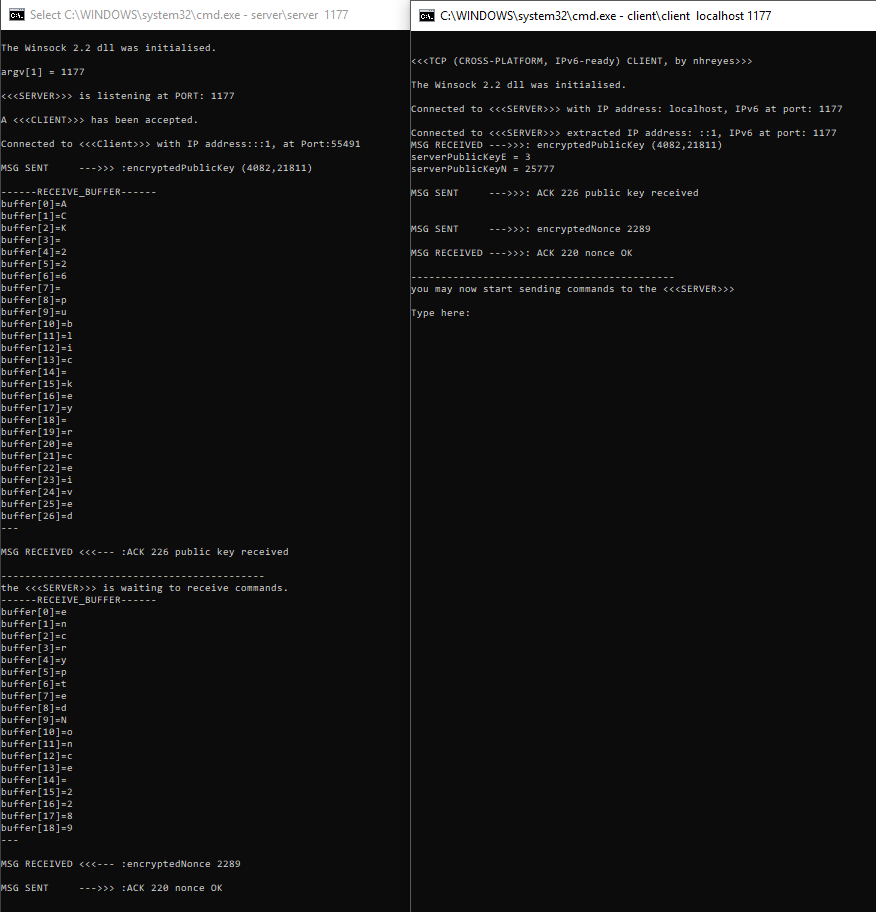 Select C:\WINDOWS\system32\cmd.exe - server\server 1177
The Winsock 2.2 dll was initialised.
argv[1] = 1177
<<<SERVER>>> is listening at PORT: 1177
A <<<CLIENT>>> has been accepted.
Connected to <<<Client>>> with IP address:::1, at Port:55491
MSG SENT     --->>> :encryptedPublicKey (4082,21811)
------RECEIVE_BUFFER------
buffer[0]=A
buffer[1]=C
buffer[2]=K
buffer[3]=
buffer[4]=2
buffer[5]=2
buffer[6]=6
buffer[7]=
buffer[8]=p
buffer[9]=u
buffer[10]=b
buffer[11]=l
buffer[12]=i
buffer[13]=c
buffer[14]=
buffer[15]=k
buffer[16]=e
buffer[17]=y
buffer[18]=
buffer[19]=r
buffer[20]=e
buffer[21]=c
buffer[22]=e
buffer[23]=i
buffer[24]=v
buffer[25]=e
buffer[26]=d
---
MSG RECEIVED <<<--- :ACK 226 public key received
--------------------------------------------
the <<<SERVER>>> is waiting to receive commands.
------RECEIVE_BUFFER------
buffer[0]=e
buffer[1]=n
buffer[2]=c
buffer[3]=r
buffer[4]=y
buffer[5]=p
buffer[6]=t
buffer[7]=e
buffer[8]=d
buffer[9]=N
buffer[10]=o
buffer[11]=n
buffer[12]=c
buffer[13]=e
buffer[14]=
buffer[15]=2
buffer[16]=2
buffer[17]=8
buffer[18]=9
---
MSG RECEIVED <<<--- :encryptedNonce 2289
MSG SENT     --->>> :ACK 220 nonce OK
C:\WINDOWS\system32\cmd.exe - client\client localhost 1177
<<<TCP (CROSS-PLATFORM, IPv6-ready) CLIENT, by nhreyes>>>
The Winsock 2.2 dll was initialised.
Connected to <<<SERVER>>> with IP address: localhost, IPv6 at port: 1177
Connected to <<<SERVER>>> extracted IP address: ::1, IPv6 at port: 1177
MSG RECEIVED --->>>: encryptedPublicKey (4082,21811)
serverPublicKeyE = 3
serverPublicKeyN = 25777
MSG SENT     --->>>: ACK 226 public key received
MSG SENT     --->>>: encryptedNonce 2289
MSG RECEIVED --->>>: ACK 220 nonce OK
--------------------------------------------
you may now start sending commands to the <<<SERVER>>>
Type here: